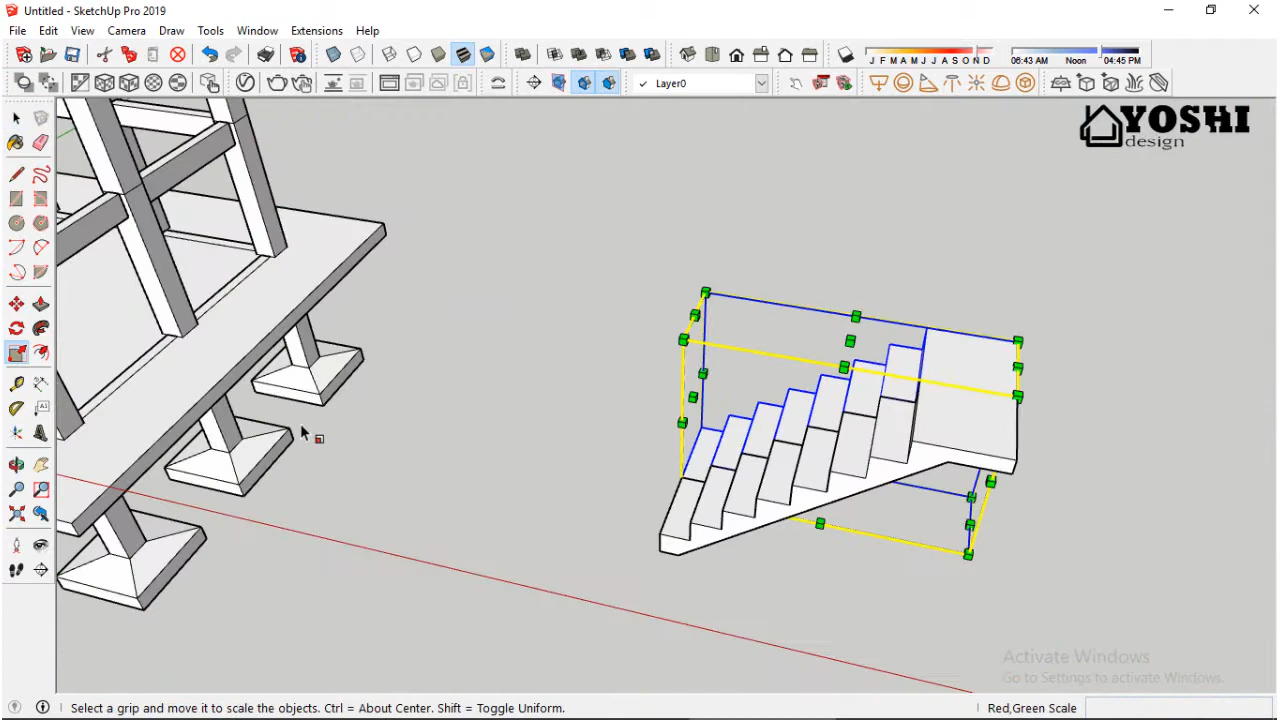 Untitled - SketchUp Pro 2019
File Edit View Camera Draw Tools Window Extensions Help
J F M A M J J A S O N D 06:43 AM Noon 04:45 PM
Layer0
YOSHI
design
A1
Activate Windows
Go to Settings to activate Windows.
Select a grip and move it to scale the objects. Ctrl = About Center. Shift = Toggle Uniform. Red,Green Scale